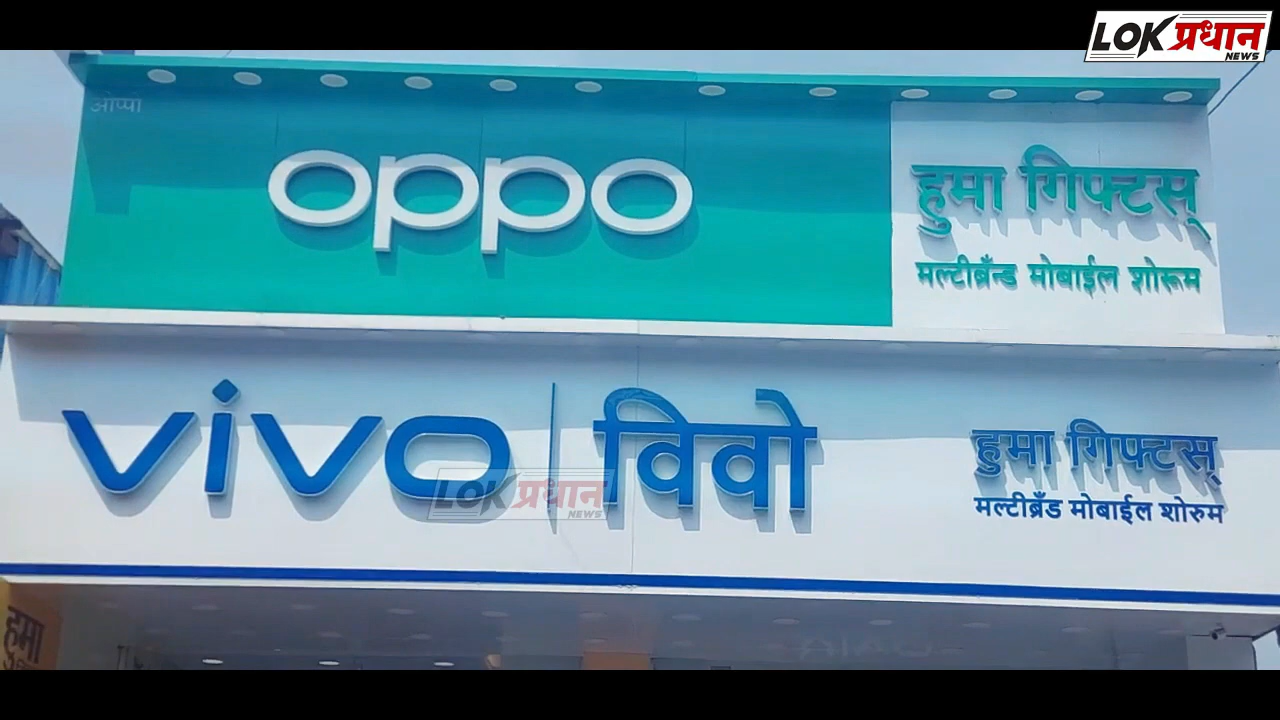 LOK प्रधान
NEWS
ओप्पो
oppo
हुमा गिफ्टस्
मल्टीब्रँन्ड मोबाईल शोरूम
vivo | विवो
हुमा गिफ्टस्
मल्टीब्रँड मोबाईल शोरुम
LOK प्रधान
NEWS
हुमा